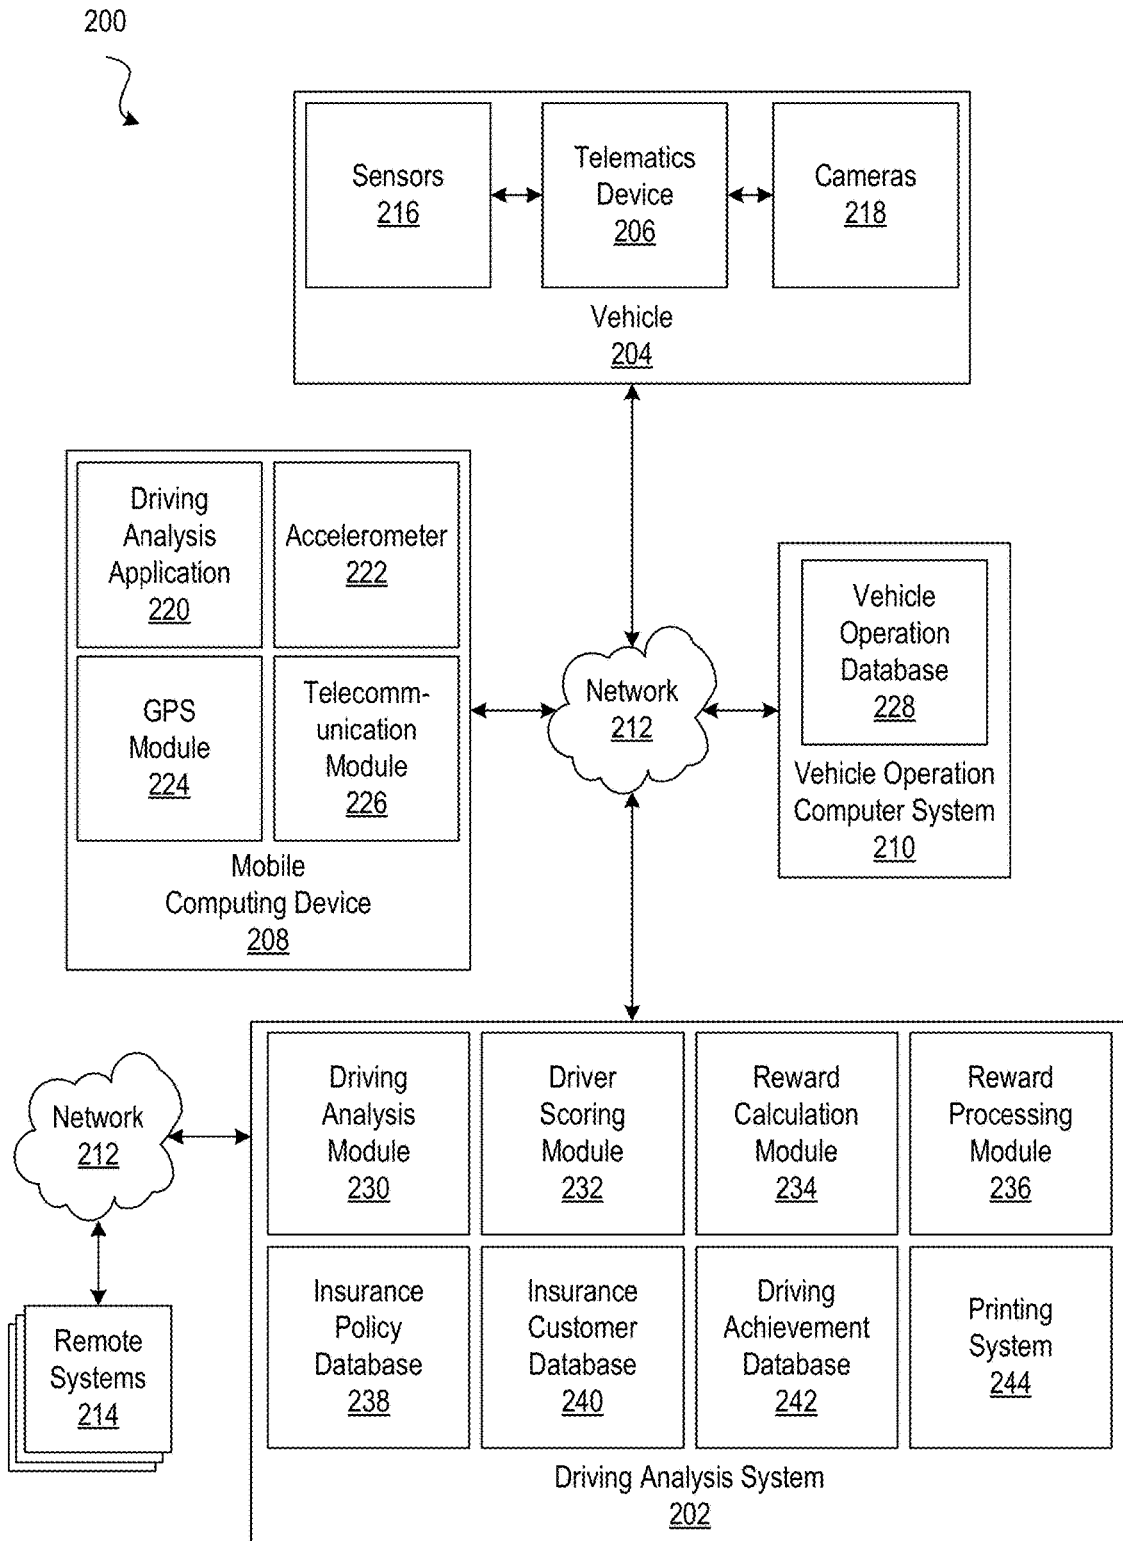 200
Sensors
216
Telematics
Device
206
Cameras
218
Vehicle
204
Driving
Analysis
Application
220
Accelerometer
222
GPS
Module
224
Telecomm-
unication
Module
226
Mobile
Computing Device
208
Network
212
Vehicle
Operation
Database
228
Vehicle Operation
Computer System
210
Network
212
Remote
Systems
214
Driving
Analysis
Module
230
Driver
Scoring
Module
232
Reward
Calculation
Module
234
Reward
Processing
Module
236
Insurance
Policy
Database
238
Insurance
Customer
Database
240
Driving
Achievement
Database
242
Printing
System
244
Driving Analysis System
202